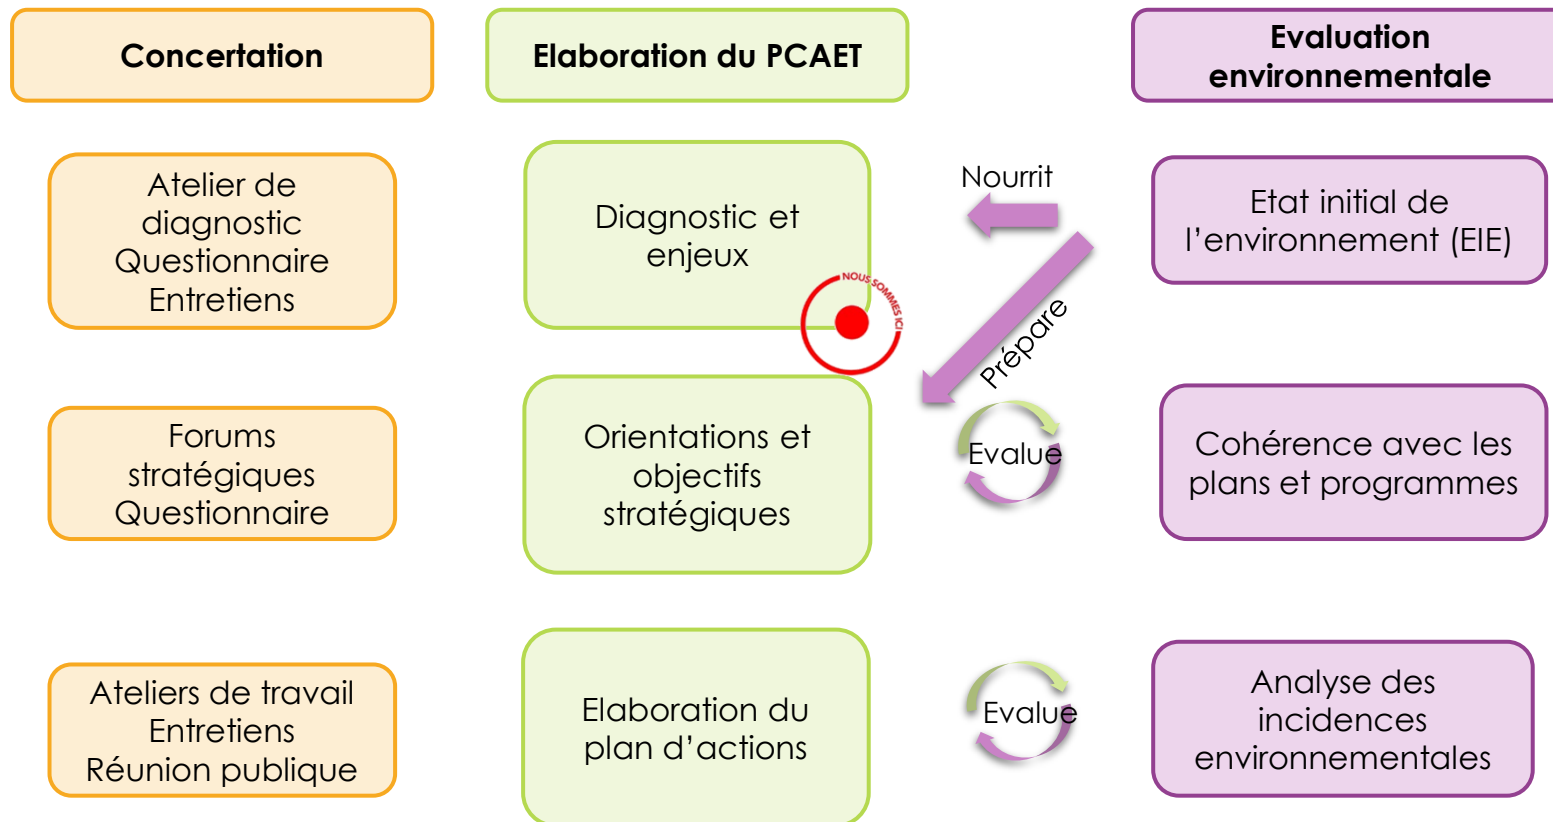 Concertation
Elaboration du PCAET
Evaluation
environnementale
Atelier de
diagnostic
Questionnaire
Entretiens
Diagnostic et
enjeux
NOUS SOMMES ICI
Nourrit
Prépare
Etat initial de
l’environnement (EIE)
Forums
stratégiques
Questionnaire
Orientations et
objectifs
stratégiques
Evalue
Cohérence avec les
plans et programmes
Ateliers de travail
Entretiens
Réunion publique
Elaboration du
plan d’actions
Evalue
Analyse des
incidences
environnementales